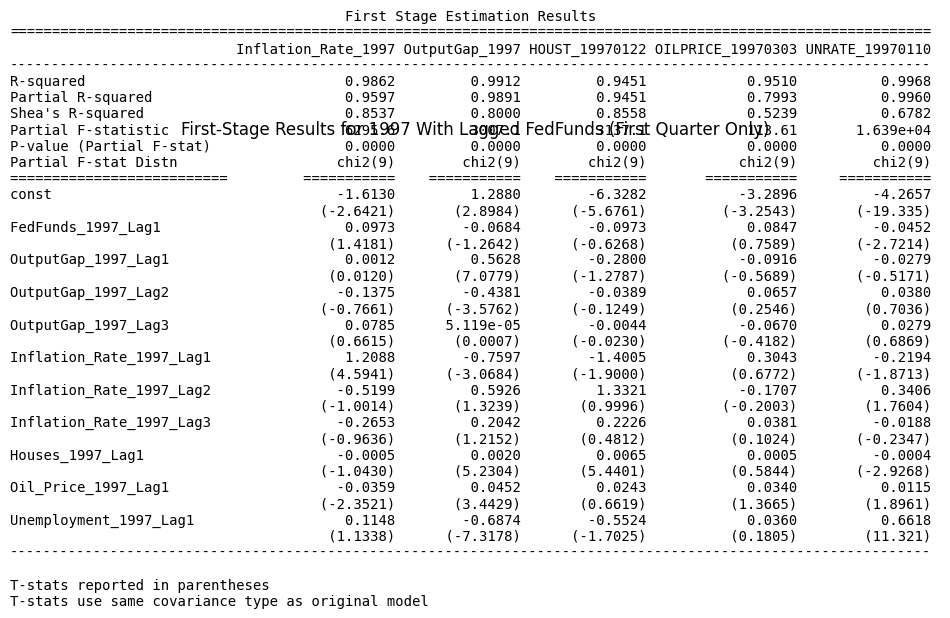 First Stage Estimation Results
==============================================================================================================
Inflation_Rate_1997 OutputGap_1997 HOUST_19970122 OILPRICE_19970303 UNRATE_19970110
--------------------------------------------------------------------------------------------------------------
R-squared 0.9862 0.9912 0.9451 0.9510 0.9968
Partial R-squared 0.9597 0.9891 0.9451 0.7993 0.9960
Shea's R-squared 0.8537 0.8000 0.8558 0.5239 0.6782
First-Stage Results for 1997 With Lagged FedFunds (First Quarter Only)
Partial F-statistic 1.639e+04
P-value (Partial F-stat) 0.0000 0.0000 0.0000 0.0000 0.0000
Partial F-stat Distn chi2(9) chi2(9) chi2(9) chi2(9) chi2(9)
========================== =========== =========== =========== =========== ===========
const -1.6130 1.2880 -6.3282 -3.2896 -4.2657
(-2.6421) (2.8984) (-5.6761) (-3.2543) (-19.335)
FedFunds_1997_Lag1 0.0973 -0.0684 -0.0973 0.0847 -0.0452
(1.4181) (-1.2642) (-0.6268) (0.7589) (-2.7214)
OutputGap_1997_Lag1 0.0012 0.5628 -0.2800 -0.0916 -0.0279
(0.0120) (7.0779) (-1.2787) (-0.5689) (-0.5171)
OutputGap_1997_Lag2 -0.1375 -0.4381 -0.0389 0.0657 0.0380
(-0.7661) (-3.5762) (-0.1249) (0.2546) (0.7036)
OutputGap_1997_Lag3 0.0785 5.119e-05 -0.0044 -0.0670 0.0279
(0.6615) (0.0007) (-0.0230) (-0.4182) (0.6869)
Inflation_Rate_1997_Lag1 1.2088 -0.7597 -1.4005 0.3043 -0.2194
(4.5941) (-3.0684) (-1.9000) (0.6772) (-1.8713)
Inflation_Rate_1997_Lag2 -0.5199 0.5926 1.3321 -0.1707 0.3406
(-1.0014) (1.3239) (0.9996) (-0.2003) (1.7604)
Inflation_Rate_1997_Lag3 -0.2653 0.2042 0.2226 0.0381 -0.0188
(-0.9636) (1.2152) (0.4812) (0.1024) (-0.2347)
Houses_1997_Lag1 -0.0005 0.0020 0.0065 0.0005 -0.0004
(-1.0430) (5.2304) (5.4401) (0.5844) (-2.9268)
Oil_Price_1997_Lag1 -0.0359 0.0452 0.0243 0.0340 0.0115
(-2.3521) (3.4429) (0.6619) (1.3665) (1.8961)
Unemployment_1997_Lag1 0.1148 -0.6874 -0.5524 0.0360 0.6618
(1.1338) (-7.3178) (-1.7025) (0.1805) (11.321)
--------------------------------------------------------------------------------------------------------------
T-stats reported in parentheses
T-stats use same covariance type as original model